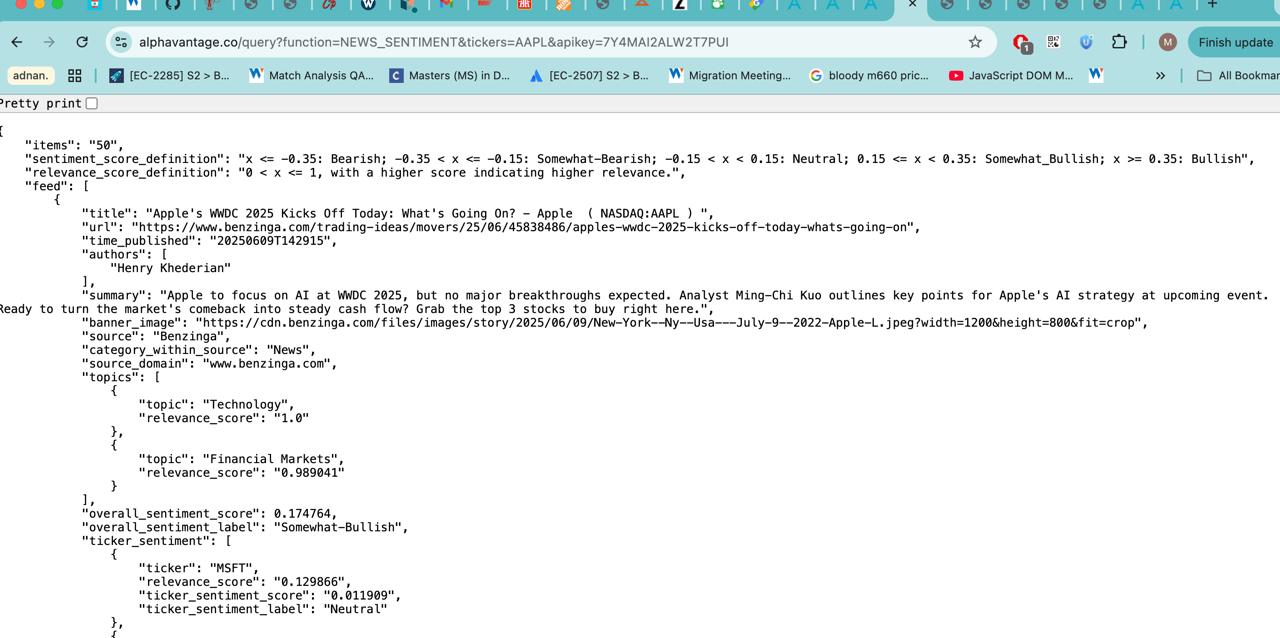 alphavantage.co/query?function=NEWS_SENTIMENT&tickers=AAPL&apikey=7Y4MAI2ALW2T7PUI
1
M
Finish update
adnan.
[EC-2285] S2 > B...
Match Analysis QA...
Masters (MS) in D...
[EC-2507] S2 > B...
Migration Meeting...
bloody m660 pric...
JavaScript DOM M...
»
All Bookmar
Pretty print
{
"items": "50",
"sentiment_score_definition": "x <= -0.35: Bearish; -0.35 < x <= -0.15: Somewhat-Bearish; -0.15 < x < 0.15: Neutral; 0.15 <= x < 0.35: Somewhat_Bullish; x >= 0.35: Bullish",
"relevance_score_definition": "0 < x <= 1, with a higher score indicating higher relevance.",
"feed": [
{
"title": "Apple's WWDC 2025 Kicks Off Today: What's Going On? - Apple  ( NASDAQ:AAPL ) ",
"url": "https://www.benzinga.com/trading-ideas/movers/25/06/45838486/apples-wwdc-2025-kicks-off-today-whats-going-on",
"time_published": "20250609T142915",
"authors": [
"Henry Khederian"
],
"summary": "Apple to focus on AI at WWDC 2025, but no major breakthroughs expected. Analyst Ming-Chi Kuo outlines key points for Apple's AI strategy at upcoming event.
Ready to turn the market's comeback into steady cash flow? Grab the top 3 stocks to buy right here.",
"banner_image": "https://cdn.benzinga.com/files/images/story/2025/06/09/New-York--Ny--Usa---July-9--2022-Apple-L.jpeg?width=1200&height=800&fit=crop",
"source": "Benzinga",
"category_within_source": "News",
"source_domain": "www.benzinga.com",
"topics": [
{
"topic": "Technology",
"relevance_score": "1.0"
},
{
"topic": "Financial Markets",
"relevance_score": "0.989041"
}
],
"overall_sentiment_score": 0.174764,
"overall_sentiment_label": "Somewhat-Bullish",
"ticker_sentiment": [
{
"ticker": "MSFT",
"relevance_score": "0.129866",
"ticker_sentiment_score": "0.011909",
"ticker_sentiment_label": "Neutral"
},
{